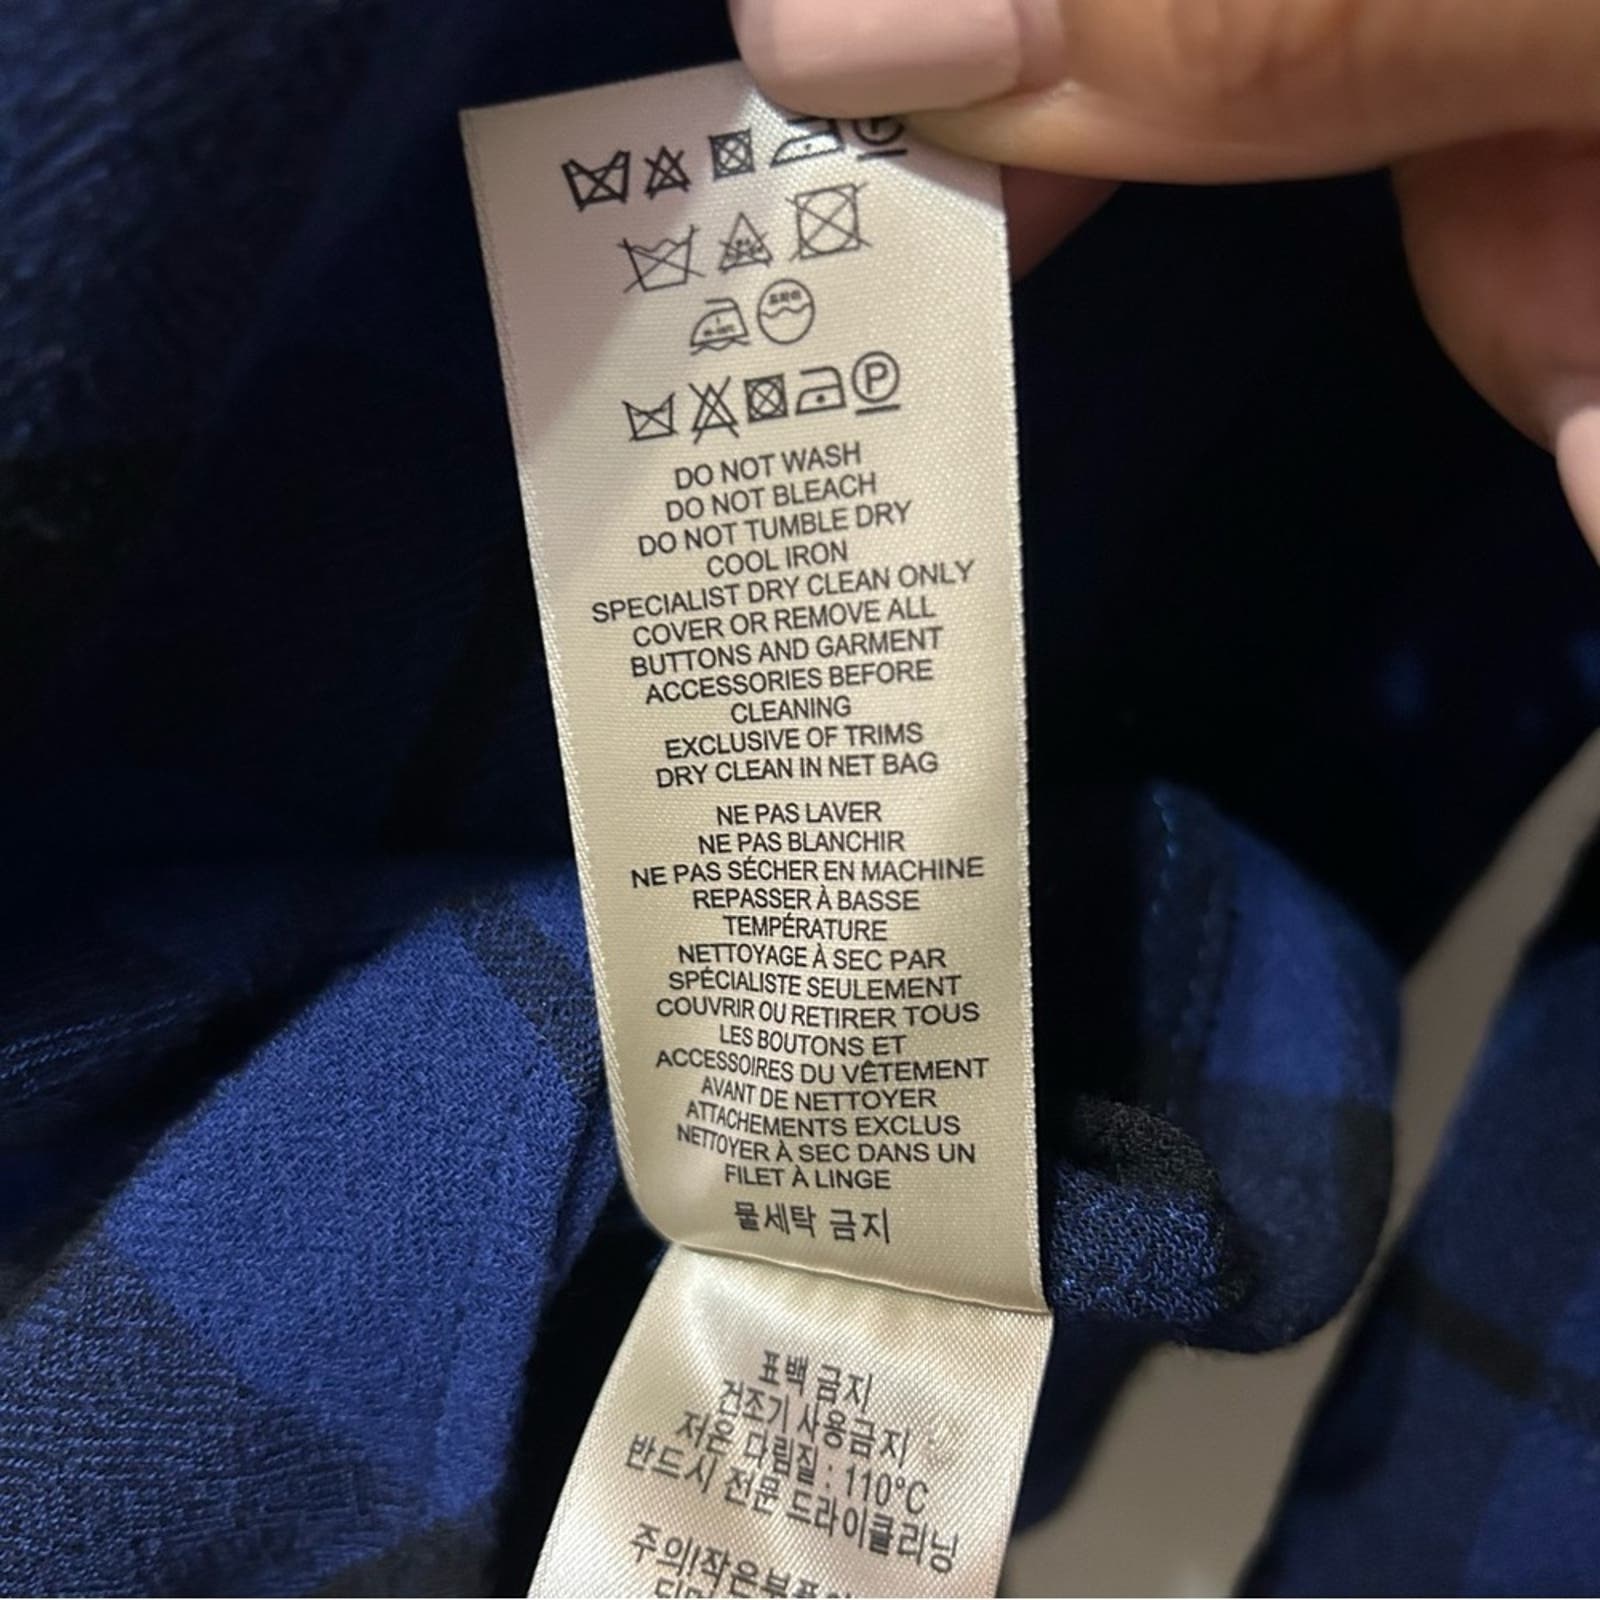 P
DO NOT WASH
DO NOT BLEACH
DO NOT TUMBLE DRY
COOL IRON
SPECIALIST DRY CLEAN ONLY
COVER OR REMOVE ALL
BUTTONS AND GARMENT
ACCESSORIES BEFORE
CLEANING
EXCLUSIVE OF TRIMS
DRY CLEAN IN NET BAG
NE PAS LAVER
NE PAS BLANCHIR
NE PAS SÉCHER EN MACHINE
REPASSER À BASSE
TEMPÉRATURE
NETTOYAGE À SEC PAR
SPÉCIALISTE SEULEMENT
COUVRIR OU RETIRER TOUS
LES BOUTONS ET
ACCESSOIRES DU VÊTEMENT
AVANT DE NETTOYER
ATTACHEMENTS EXCLUS
NETTOYER À SEC DANS UN
FILET À LINGE
물세탁 금지
표백 금지
건조기 사용금지
저온 다림질 : 110°C
반드시 전문 드라이클리닝